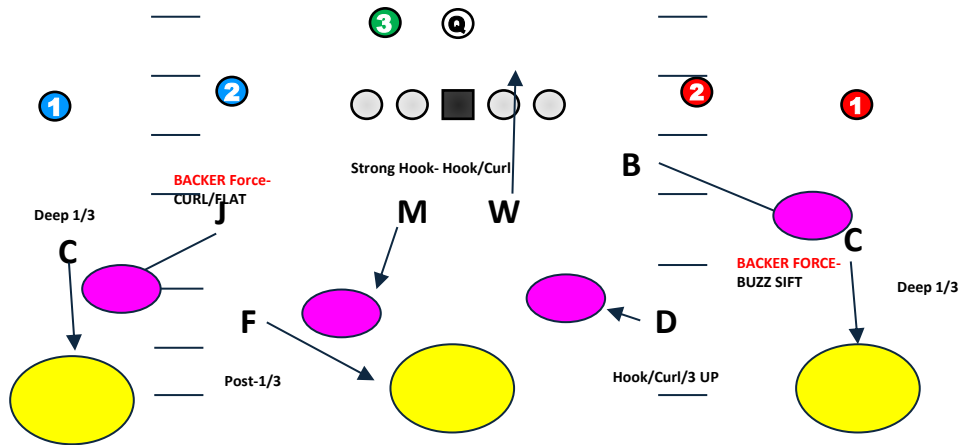 3 Q
1 2 2 1
Strong Hook- Hook/Curl
B
BACKER Force-
CURL/FLAT
J
M W
Deep 1/3
C
C
BACKER FORCE-
BUZZ SIFT
Deep 1/3
F D
Post-1/3
Hook/Curl/3 UP